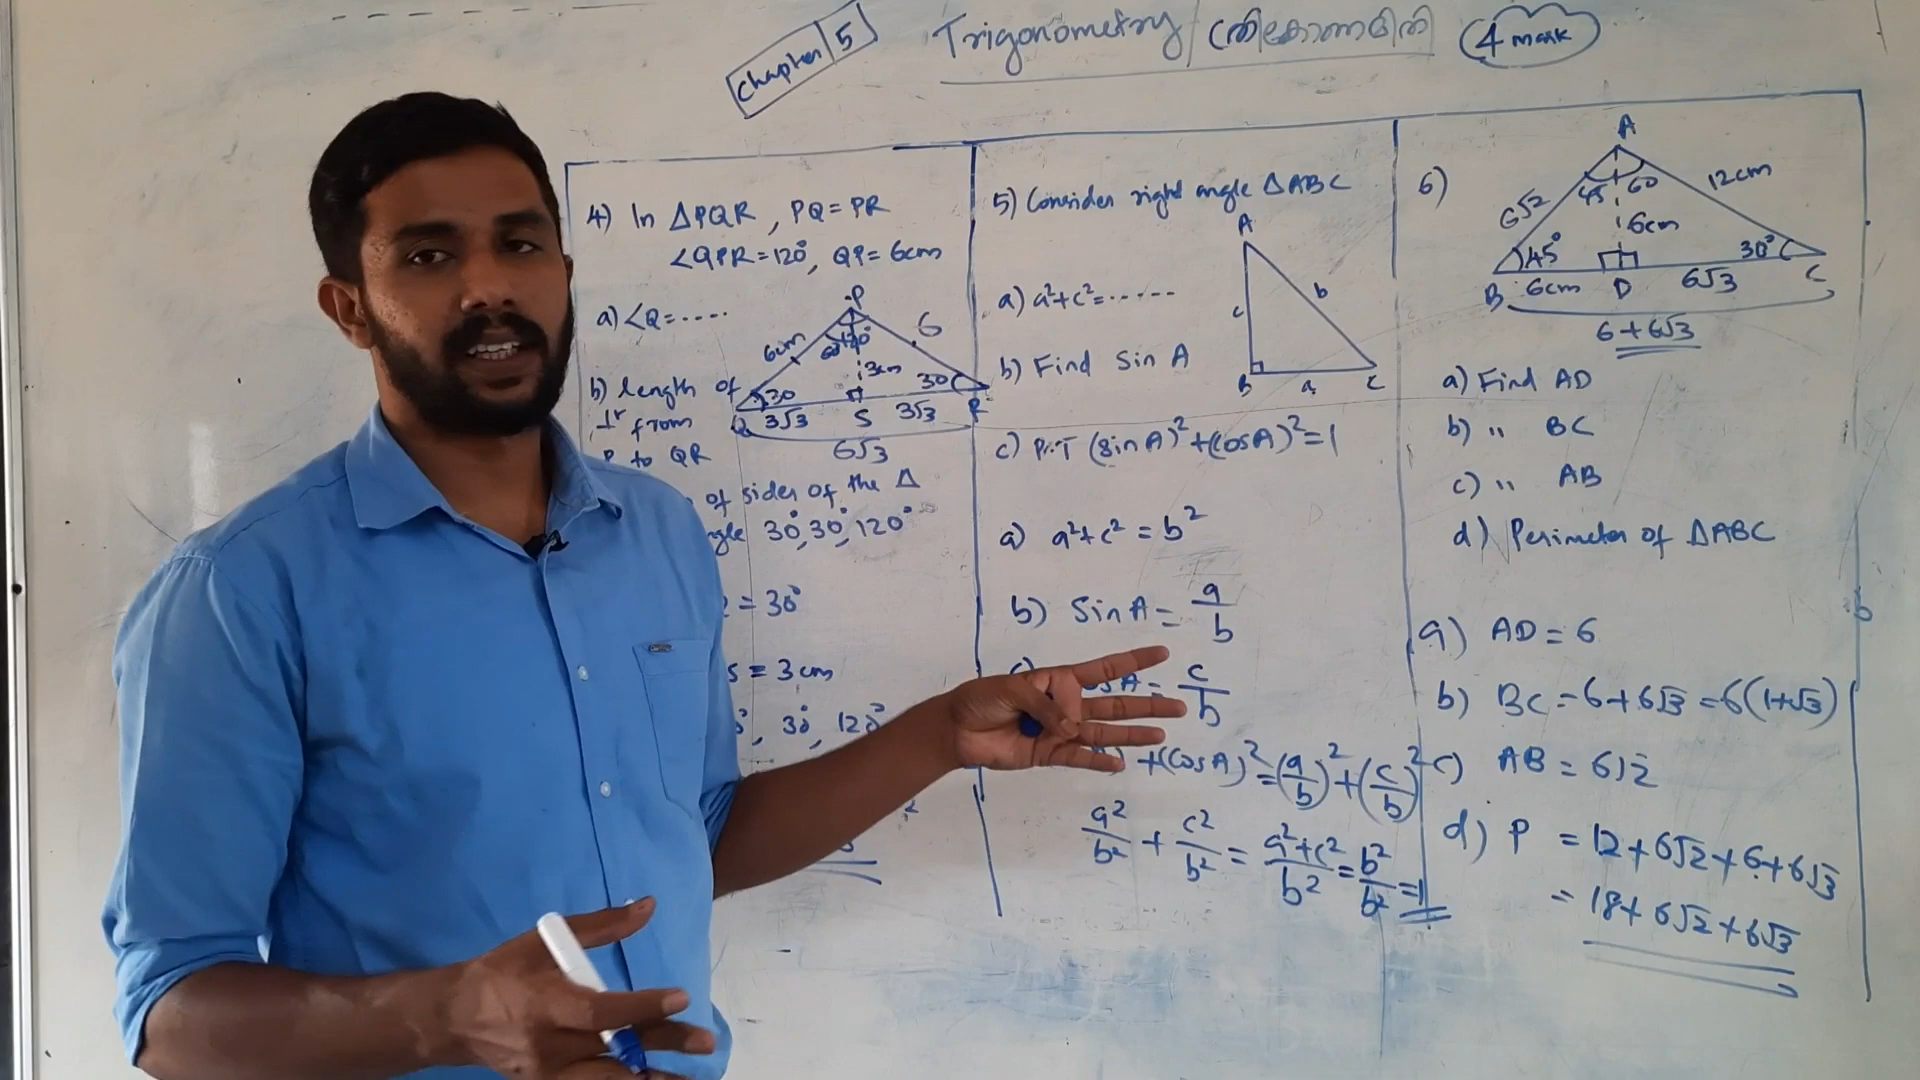 Chapter 5
Trigonometry / ത്രികോണമിതി
4 mark
4) In ΔPQR, PQ = PR
∠QPR = 120°, QP = 6cm
a) ∠Q = ....
b) length of
⊥r from
P to QR
of sides of the Δ
30°, 30°, 120°
P
6cm
6
60
120°
3cm
30
30
Q
3√3
S
3√3
R
6√3
= 30°
= 3 cm
30°, 120°
5) Consider right angle ΔABC
a) a²+c² = ......
b) Find Sin A
c) P.T (sin A)² + (cos A)² = 1
A
c
b
B
a
C
a) a²+c² = b²
b) Sin A = a/b
c/b
+(cos A)² = (a/b)² + (c/b)²
a²/b² + c²/b² = a²+c²/b² = b²/b² = 1
6)
A
6√2
45
60
12cm
6cm
45°
30°
B
6cm
D
6√3
C
6+6√3
a) Find AD
b) " BC
c) " AB
d) Perimeter of ΔABC
a) AD = 6
b) BC = 6+6√3 = 6(1+√3)
c) AB = 6√2
d) P = 12+6√2+6+6√3
= 18+6√2+6√3